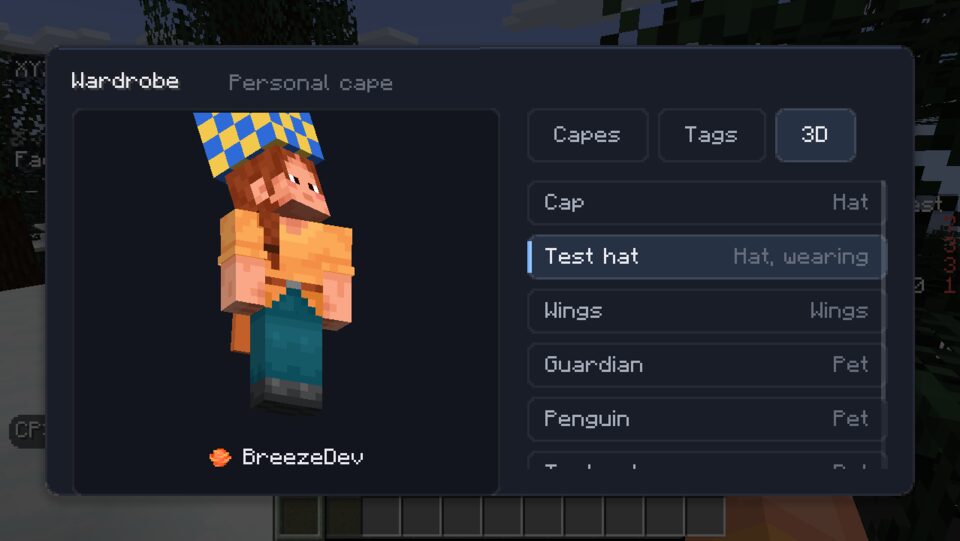 Wardrobe
Personal cape
Capes
Tags
3D
XYZ
Cap
Hat
Test hat
Hat, wearing
Wings
Wings
Guardian
Pet
Penguin
Pet
BreezeDev